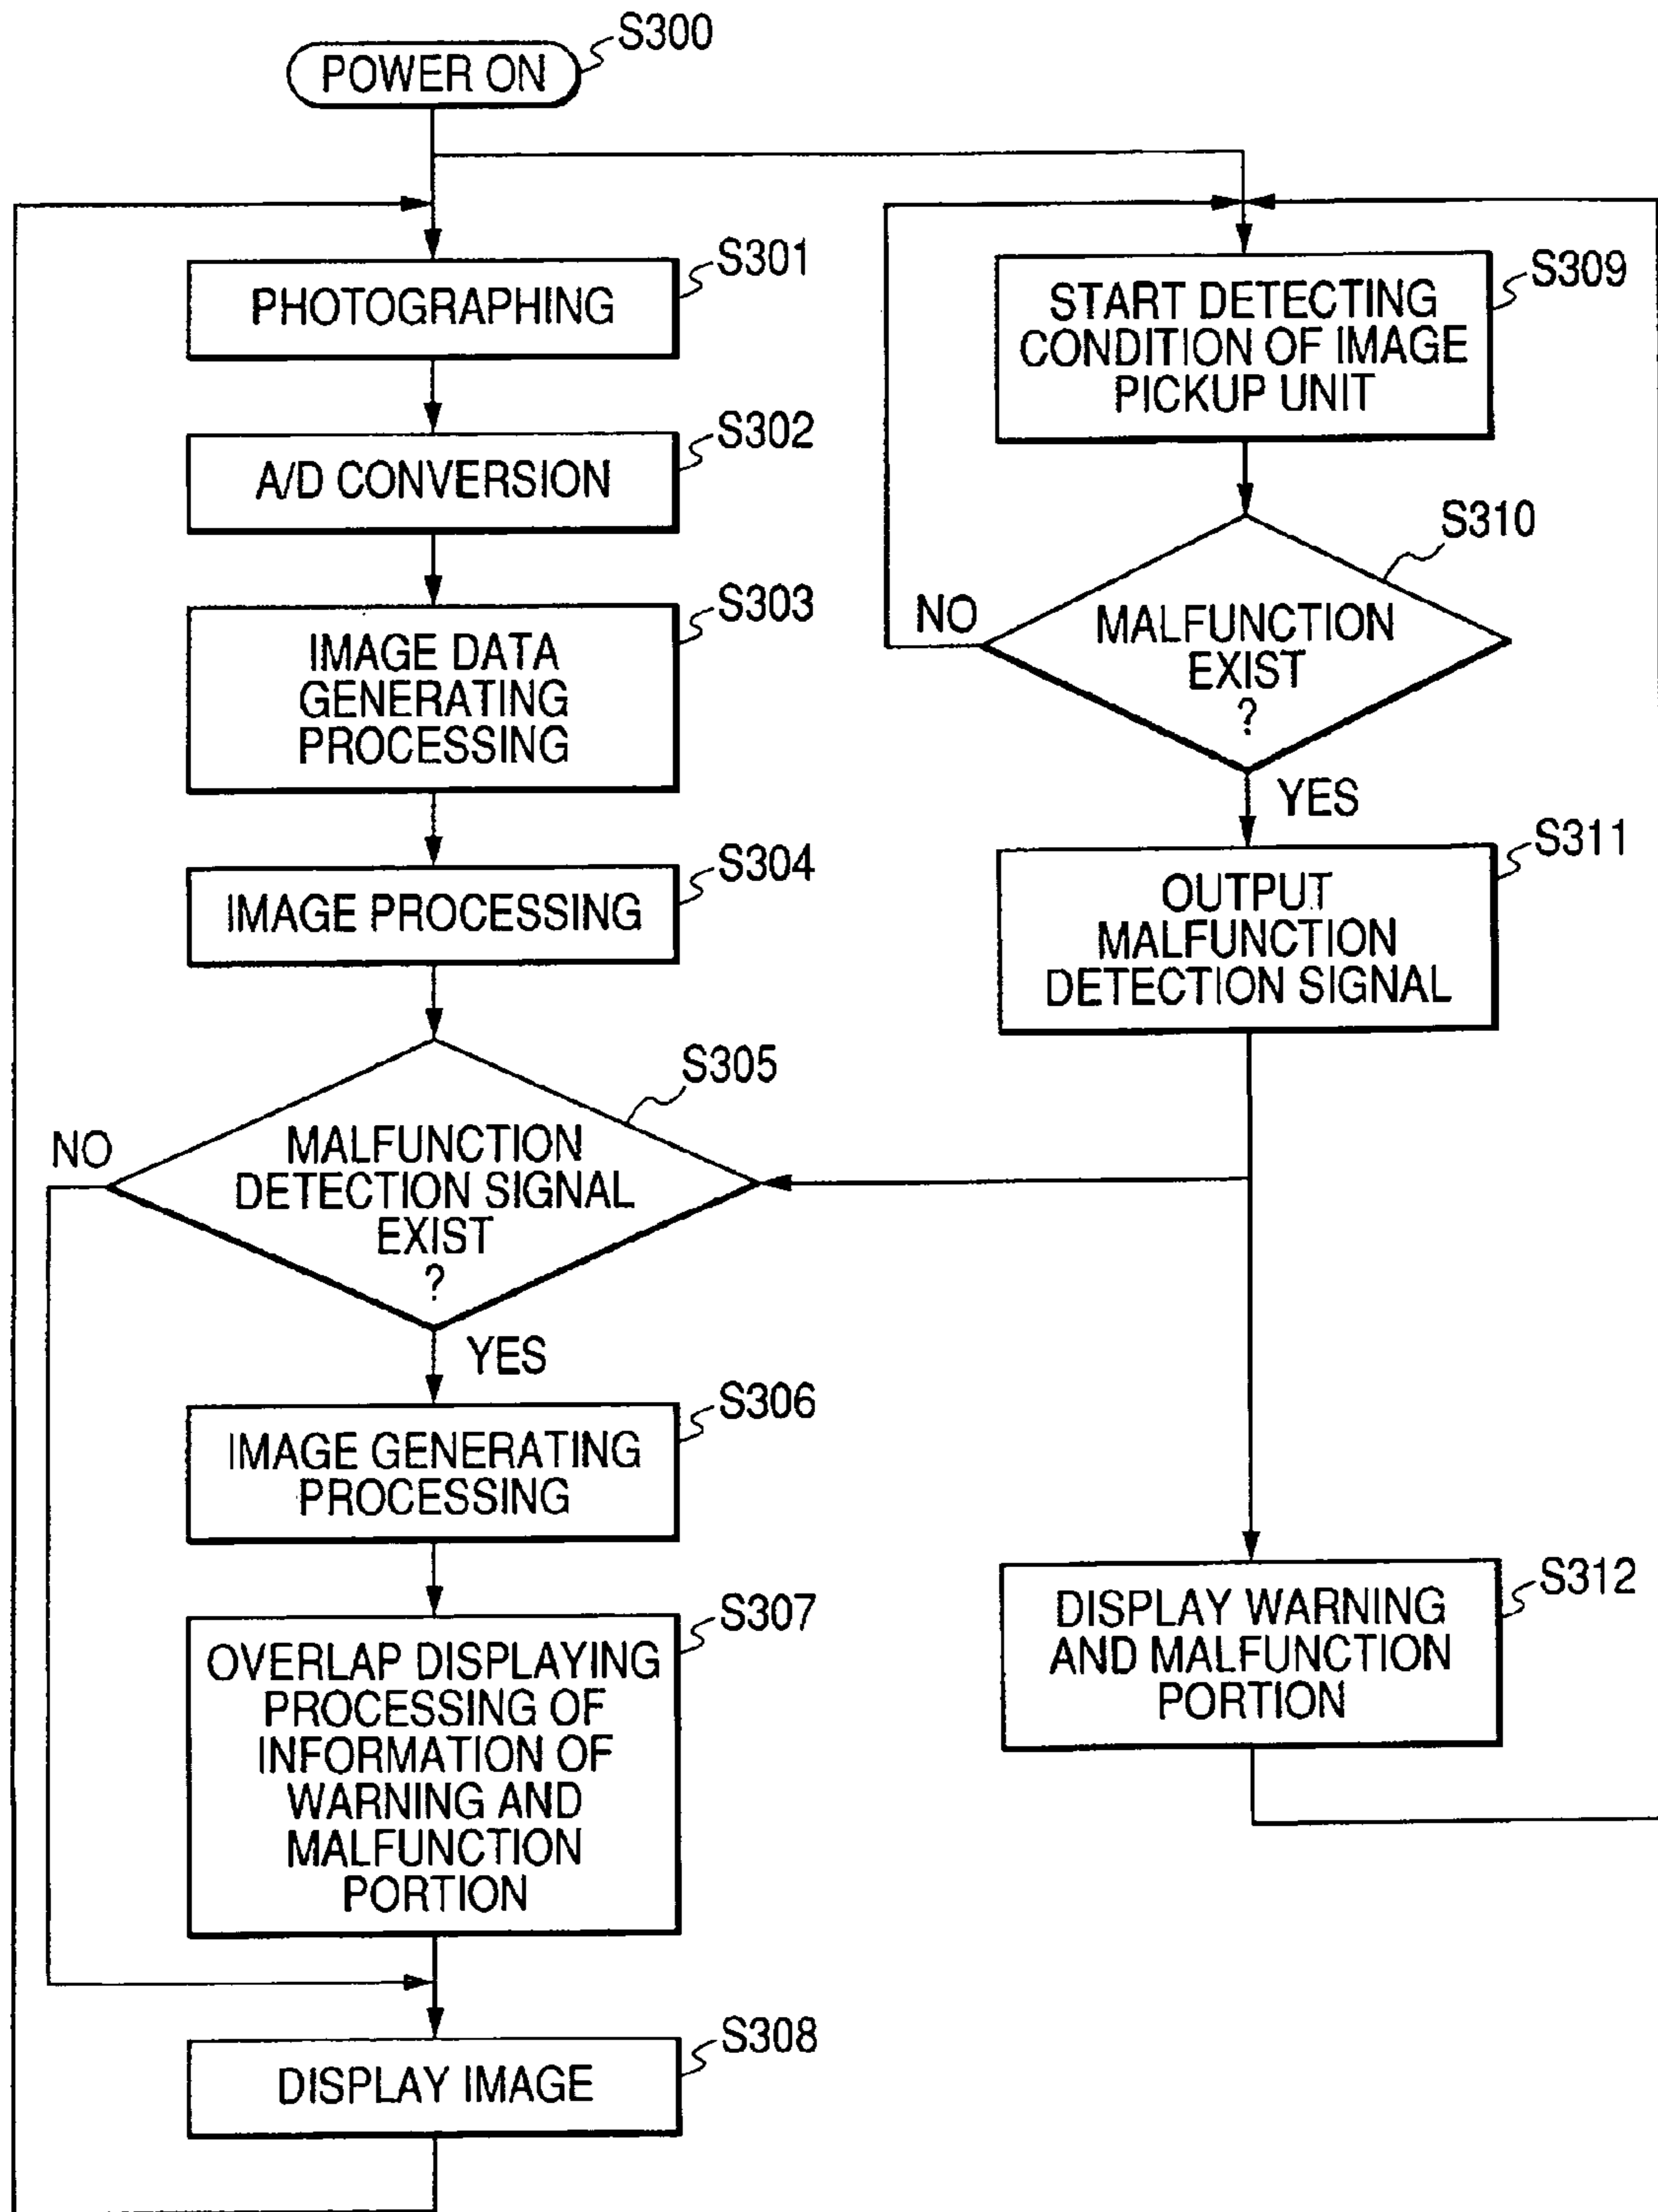 POWER ON
S300
PHOTOGRAPHING
S301
A/D CONVERSION
S302
IMAGE DATA
GENERATING
PROCESSING
S303
IMAGE PROCESSING
S304
MALFUNCTION
DETECTION SIGNAL
EXIST
?
S305
NO
YES
IMAGE GENERATING
PROCESSING
S306
OVERLAP DISPLAYING
PROCESSING OF
INFORMATION OF
WARNING AND
MALFUNCTION
PORTION
S307
DISPLAY IMAGE
S308
START DETECTING
CONDITION OF IMAGE
PICKUP UNIT
S309
MALFUNCTION
EXIST
?
S310
NO
YES
OUTPUT
MALFUNCTION
DETECTION SIGNAL
S311
DISPLAY WARNING
AND MALFUNCTION
PORTION
S312